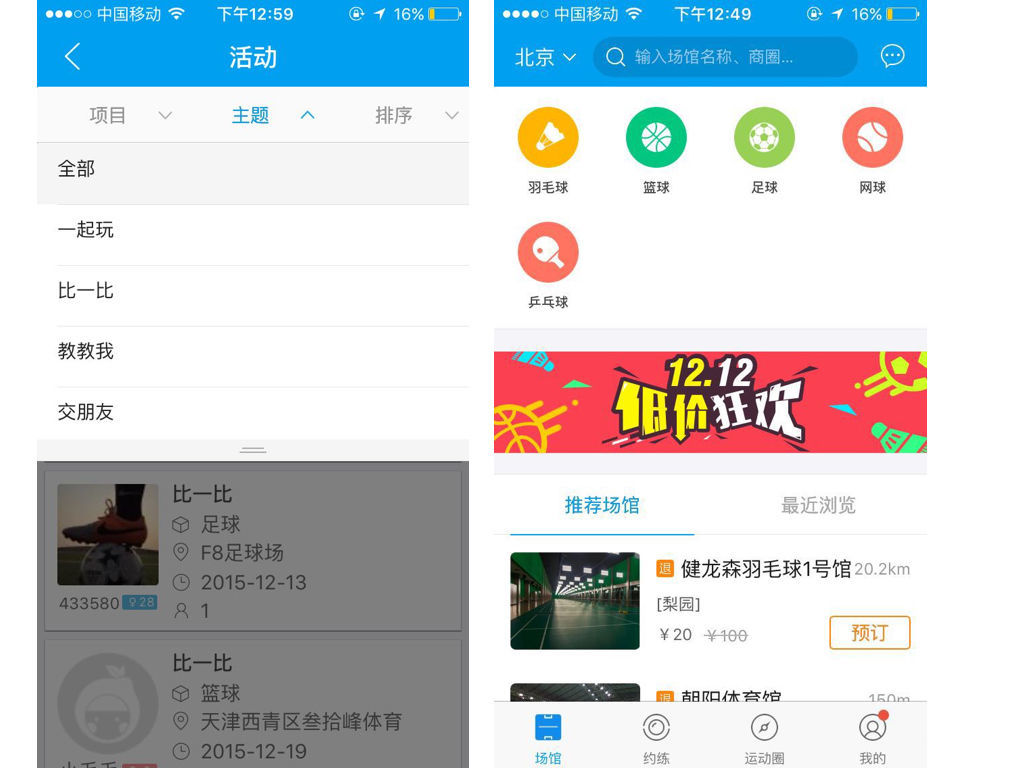 中国移动 下午12:59 16%
活动
项目 主题 排序
全部
一起玩
比一比
教教我
交朋友
比一比
足球
F8足球场
2015-12-13
433580 ♀28
1
比一比
篮球
天津西青区叁拾峰体育
2015-12-19
中国移动 下午12:49 16%
北京 输入场馆名称、商圈...
羽毛球 篮球 足球 网球
乒乓球
12.12
低价狂欢
推荐场馆 最近浏览
退 健龙森羽毛球1号馆 20.2km
[梨园]
￥20 ￥100 预订
退 朝阳体育馆 150m
场馆 约练 运动圈 我的